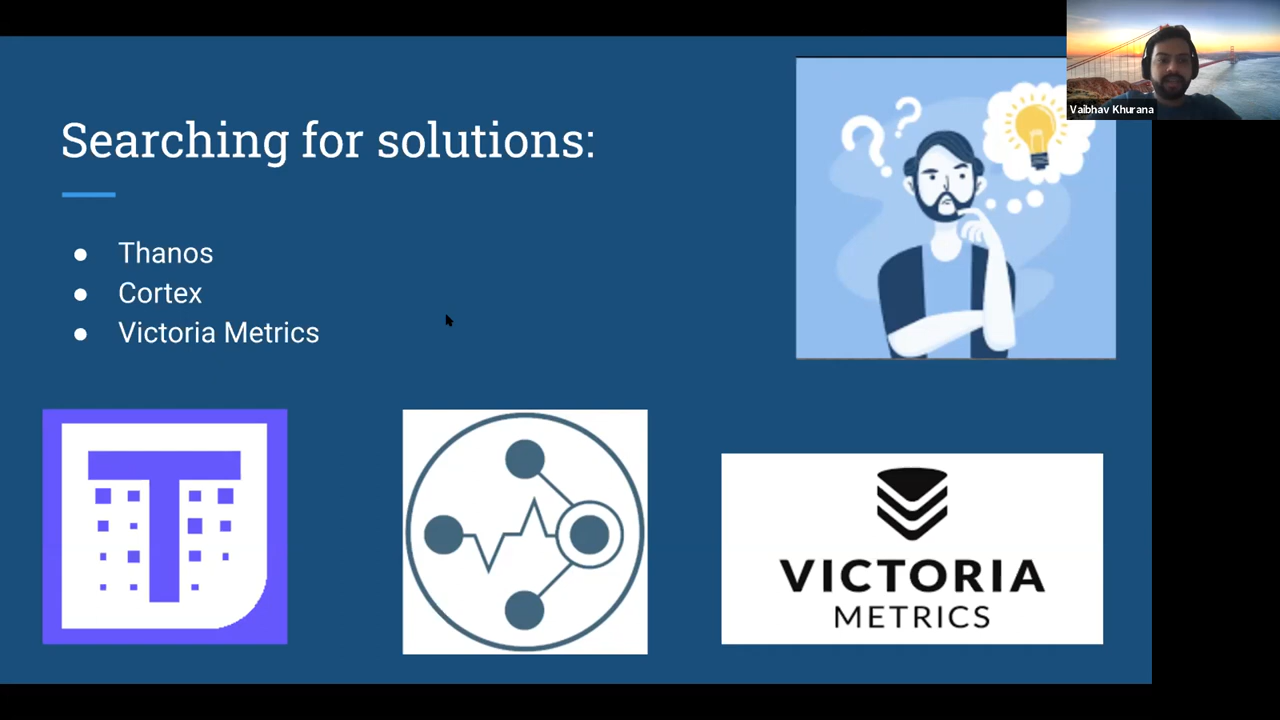 Vaibhav Khurana
Searching for solutions:
Thanos
Cortex
Victoria Metrics
T
VICTORIA
METRICS